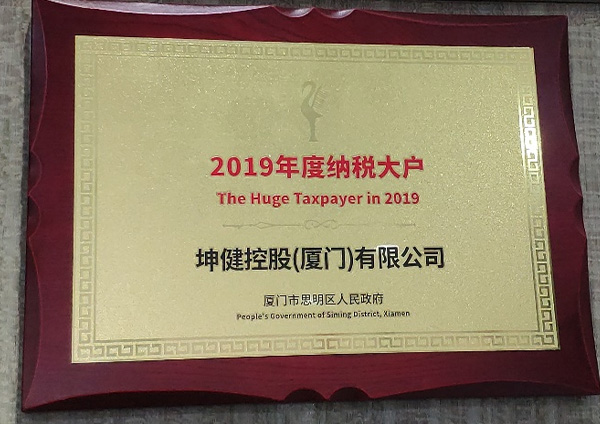 2019年度纳税大户
The Huge Taxpayer in 2019
坤健控股(厦门)有限公司
厦门市思明区人民政府
People's Government of Siming District, Xiamen